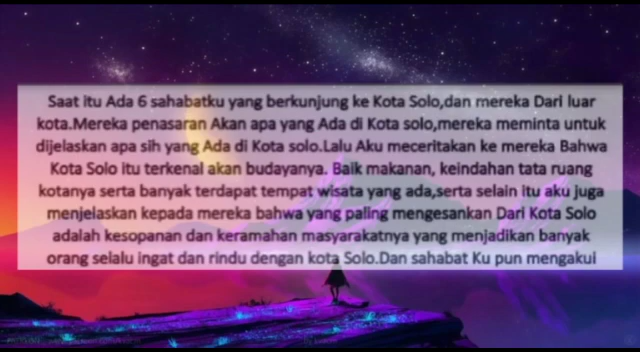 Saat itu Ada 6 sahabatku yang berkunjung ke Kota Solo,dan mereka Dari luar
kota.Mereka penasaran Akan apa yang Ada di Kota solo,mereka meminta untuk
dijelaskan apa sih yang Ada di Kota solo.Lalu Aku meceritakan ke mereka Bahwa
Kota Solo itu terkenal akan budayanya. Baik makanan, keindahan tata ruang
kotanya serta banyak terdapat tempat wisata yang ada,serta selain itu aku juga
menjelaskan kepada mereka bahwa yang paling mengesankan Dari Kota Solo
adalah kesopanan dan keramahan masyarakatnya yang menjadikan banyak
orang selalu ingat dan rindu dengan kota Solo.Dan sahabat Ku pun mengakui